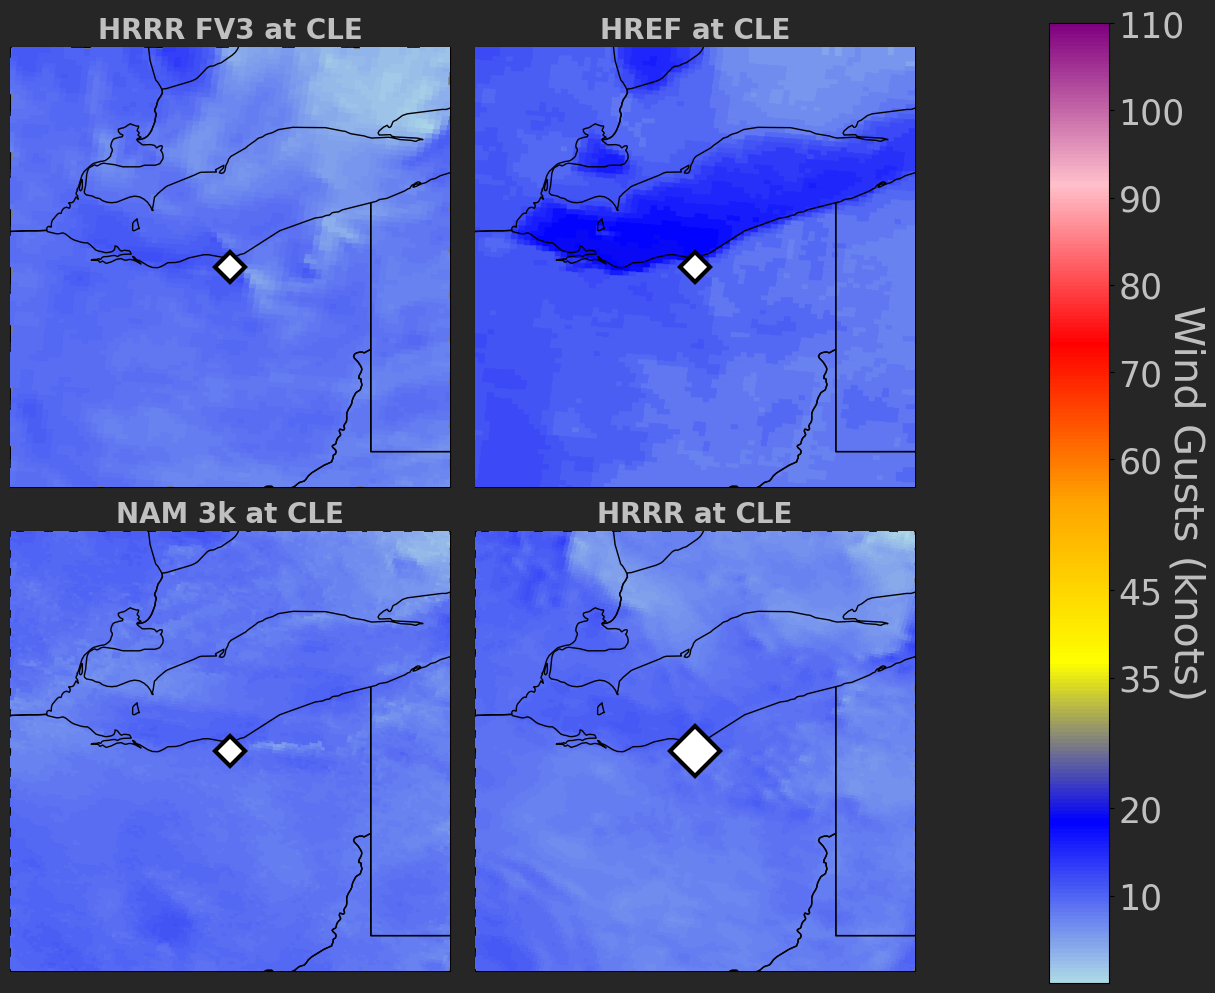 HRRR FV3 at CLE
HREF at CLE
NAM 3k at CLE
HRRR at CLE
110
100
90
80
70
60
45
35
20
10
Wind Gusts (knots)